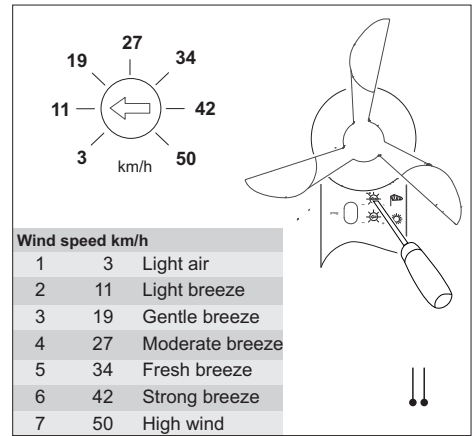 27
19 34
11 42
3 50
km/h
Wind speed km/h
1 3 Light air
2 11 Light breeze
3 19 Gentle breeze
4 27 Moderate breeze
5 34 Fresh breeze
6 42 Strong breeze
7 50 High wind